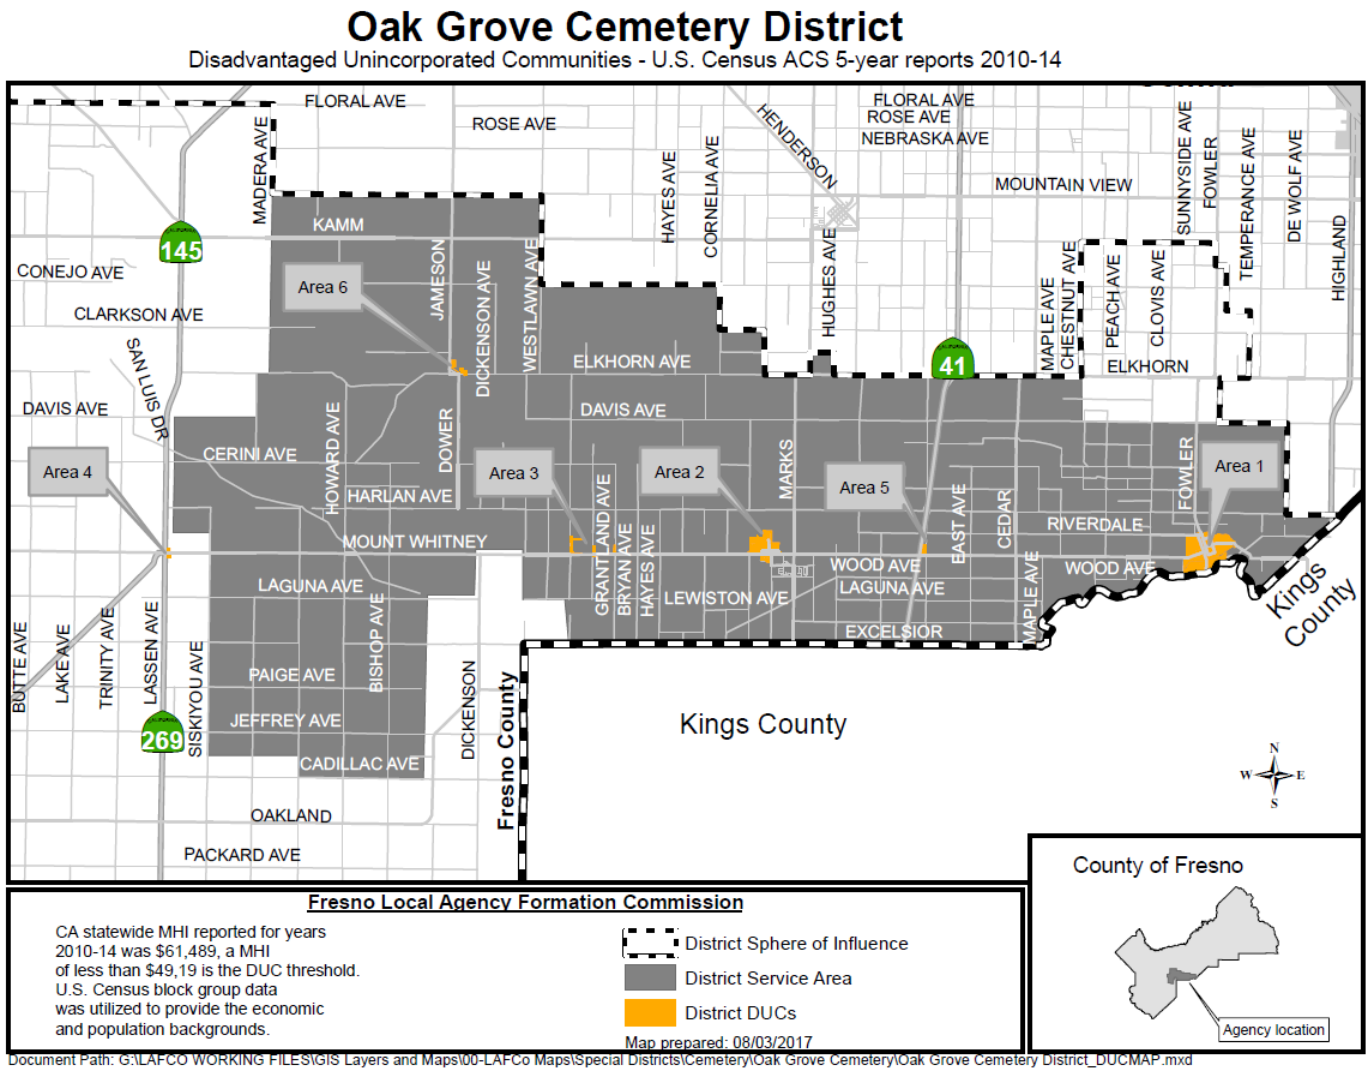 Oak Grove Cemetery District
Disadvantaged Unincorporated Communities - U.S. Census ACS 5-year reports 2010-14
FLORAL AVE
ROSE AVE
MADERA AVE
HENDERSON
FLORAL AVE
ROSE AVE
NEBRASKA AVE
MOUNTAIN VIEW
HAYES AVE
CORNELIA AVE
SUNNYSIDE AVE
FOWLER
TEMPERANCE AVE
DE WOLF AVE
HIGHLAND
KAMM
CALIFORNIA
145
CONEJO AVE
CLARKSON AVE
Area 6
JAMESON
DICKENSON AVE
WESTLAWN AVE
HUGHES AVE
MAPLE AVE
CHESTNUT AVE
PEACH AVE
CLOVIS AVE
SAN LUIS DR
ELKHORN AVE
CALIFORNIA
41
ELKHORN
DAVIS AVE
DAVIS AVE
HOWARD AVE
DOWER
CERINI AVE
MARKS
FOWLER
Area 4
Area 3
Area 2
Area 5
Area 1
HARLAN AVE
GRANTLAND AVE
BRYAN AVE
HAYES AVE
EAST AVE
CEDAR
RIVERDALE
MOUNT WHITNEY
WOOD AVE
WOOD AVE
LAGUNA AVE
LAGUNA AVE
LEWISTON AVE
EXCELSIOR
MAPLE AVE
Kings
County
BUTTE AVE
LAKE AVE
TRINITY AVE
LASSEN AVE
SISKIYOU AVE
BISHOP AVE
PAIGE AVE
DICKENSON
Fresno County
JEFFREY AVE
Kings County
CALIFORNIA
269
CADILLAC AVE
N
W E
S
OAKLAND
PACKARD AVE
County of Fresno
Agency location
Fresno Local Agency Formation Commission
CA statewide MHI reported for years
2010-14 was $61,489, a MHI
of less than $49,19 is the DUC threshold.
U.S. Census block group data
was utilized to provide the economic
and population backgrounds.
District Sphere of Influence
District Service Area
District DUCs
Map prepared: 08/03/2017
Document Path: G:\LAFCO WORKING FILES\GIS Layers and Maps\00-LAFCo Maps\Special Districts\Cemetery\Oak Grove Cemetery\Oak Grove Cemetery District_DUCMAP.mxd